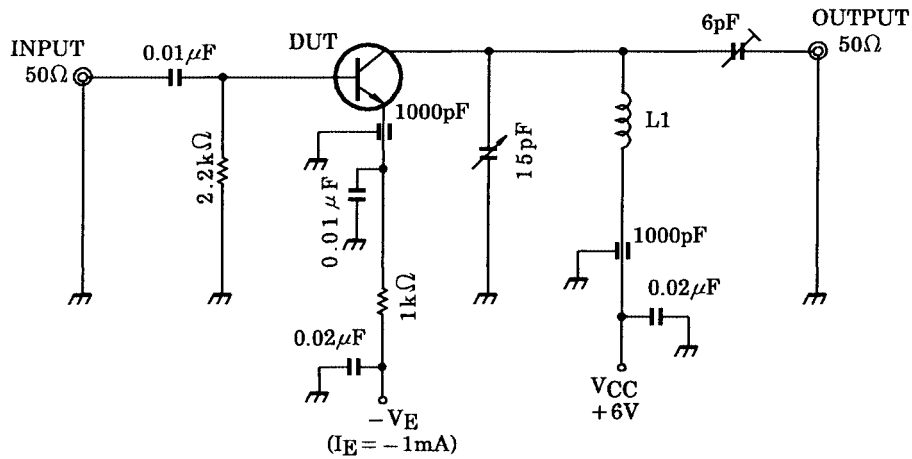 INPUT
50Ω
0.01μF
2.2kΩ
DUT
1000pF
0.01μF
1kΩ
0.02μF
−VE
(IE = −1mA)
15pF
L1
1000pF
0.02μF
VCC
+6V
6pF
OUTPUT
50Ω